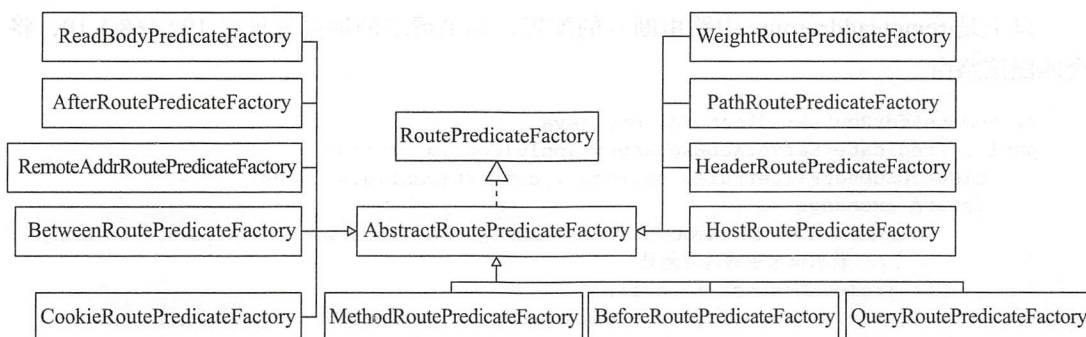 ReadBodyPredicateFactory
WeightRoutePredicateFactory
AfterRoutePredicateFactory
PathRoutePredicateFactory
RoutePredicateFactory
RemoteAddrRoutePredicateFactory
HeaderRoutePredicateFactory
BetweenRoutePredicateFactory
AbstractRoutePredicateFactory
HostRoutePredicateFactory
CookieRoutePredicateFactory
MethodRoutePredicateFactory
BeforeRoutePredicateFactory
QueryRoutePredicateFactory